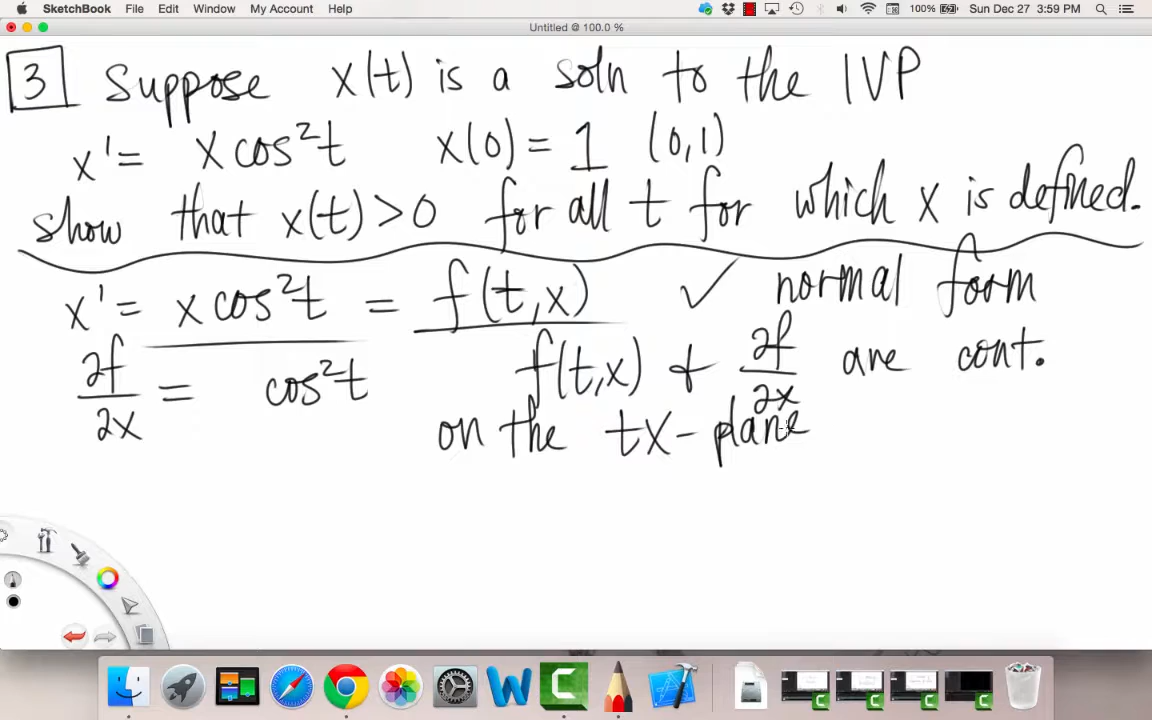 SketchBook File Edit Window My Account Help 100% Sun Dec 27 3:59 PM
Untitled @ 100.0 %
3 Suppose x(t) is a soln to the IVP
x' = x cos²t x(0) = 1 (0,1)
show that x(t) > 0 for all t for which x is defined.
x' = x cos²t = f(t,x) ✓ normal form
∂f/∂x = cos²t f(t,x) & ∂f/∂x are cont.
on the tx-plane